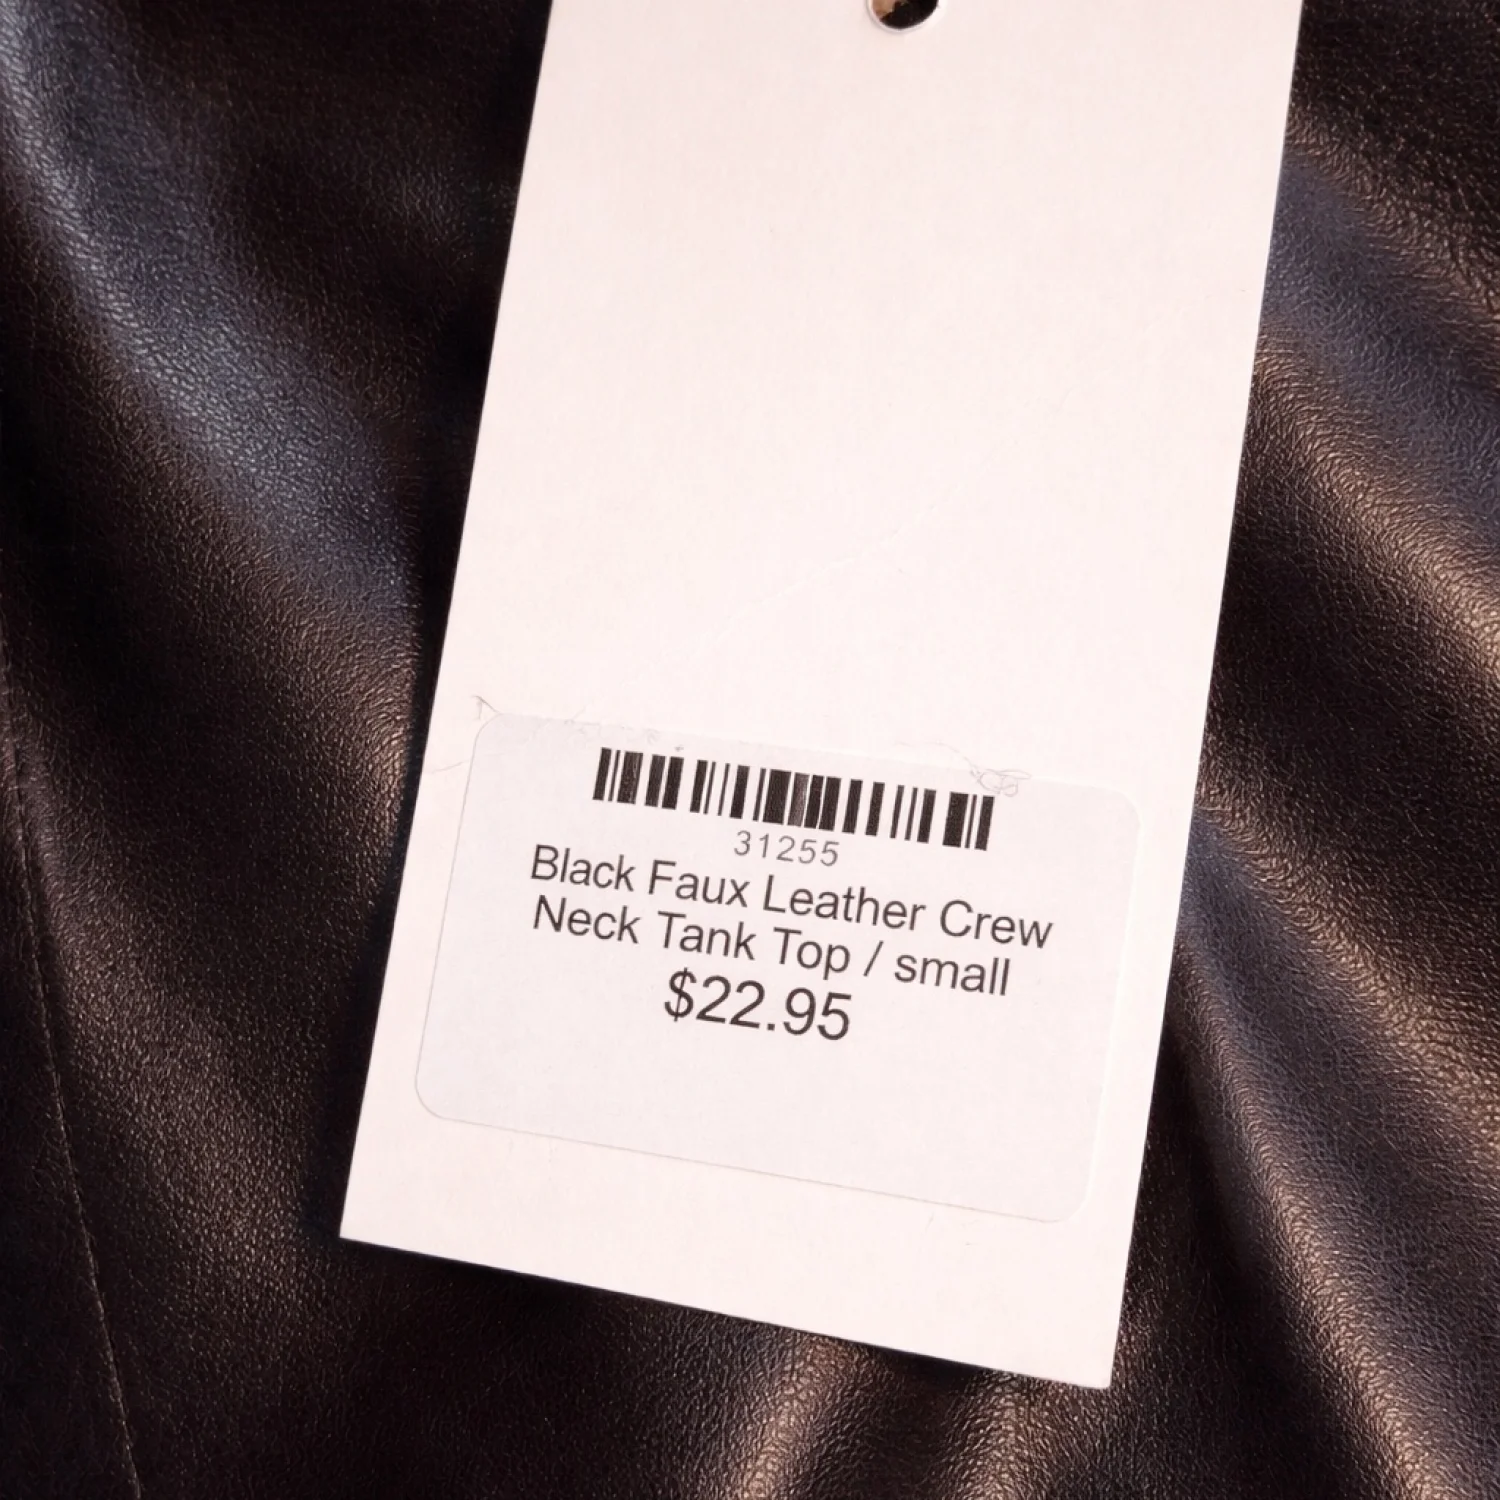 31255
Black Faux Leather Crew
Neck Tank Top / small
$22.95